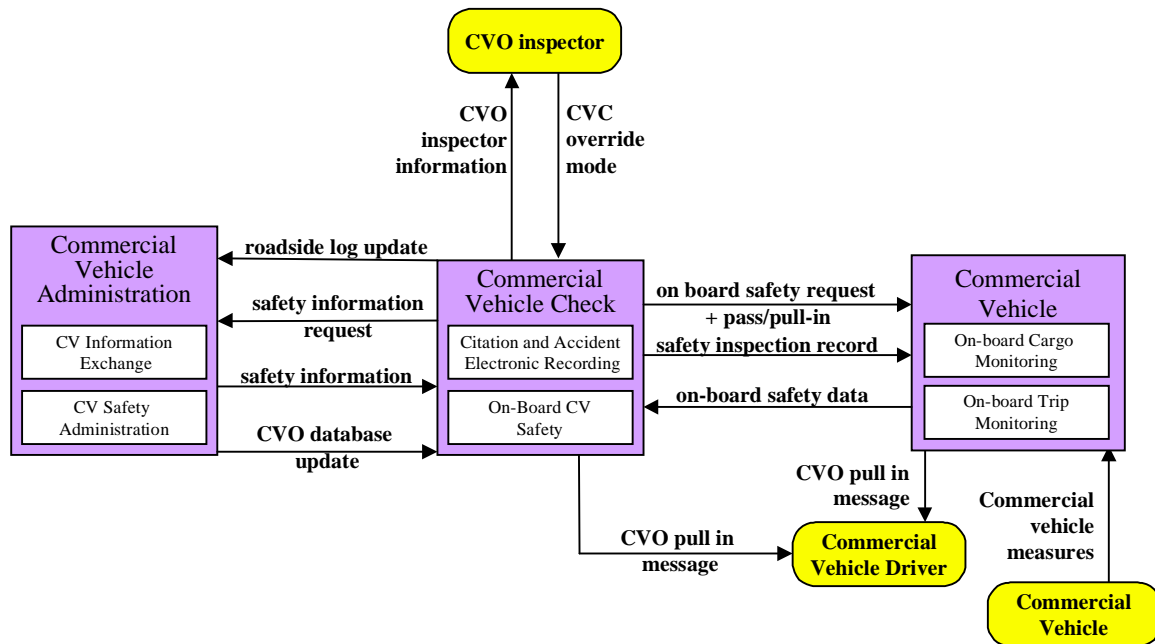 CVO inspector
CVO
inspector
information
CVC
override
mode
Commercial
Vehicle
Administration
CV Information
Exchange
CV Safety
Administration
roadside log update
safety information
request
safety information
CVO database
update
Commercial
Vehicle Check
Citation and Accident
Electronic Recording
On-Board CV
Safety
on board safety request
+ pass/pull-in
safety inspection record
on-board safety data
Commercial
Vehicle
On-board Cargo
Monitoring
On-board Trip
Monitoring
CVO pull in
message
CVO pull in
message
Commercial
vehicle
measures
Commercial
Vehicle Driver
Commercial
Vehicle